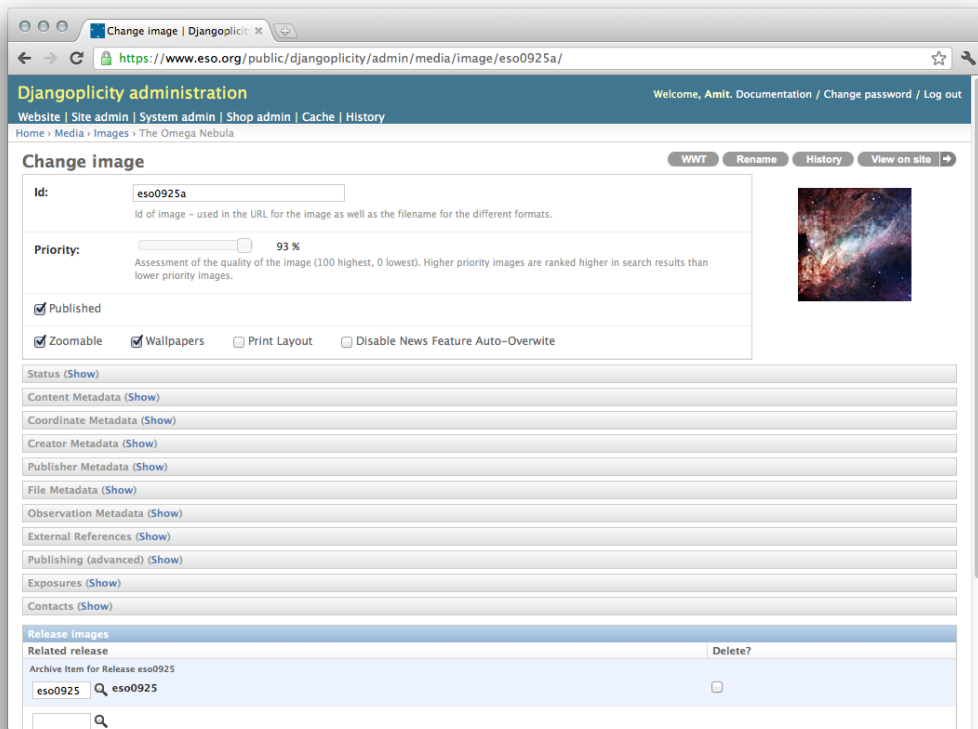 Change image | Djangoplicit
https://www.eso.org/public/djangoplicity/admin/media/image/eso0925a/
Djangoplicity administration
Welcome, Amit. Documentation / Change password / Log out
Website | Site admin | System admin | Shop admin | Cache | History
Home › Media › Images › The Omega Nebula
Change image
WWT Rename History View on site
Id: eso0925a
Id of image – used in the URL for the image as well as the filename for the different formats.
Priority: 93 %
Assessment of the quality of the image (100 highest, 0 lowest). Higher priority images are ranked higher in search results than
lower priority images.
Published
Zoomable Wallpapers Print Layout Disable News Feature Auto-Overwite
Status (Show)
Content Metadata (Show)
Coordinate Metadata (Show)
Creator Metadata (Show)
Publisher Metadata (Show)
File Metadata (Show)
Observation Metadata (Show)
External References (Show)
Publishing (advanced) (Show)
Exposures (Show)
Contacts (Show)
Release images
Related release Delete?
Archive Item for Release eso0925
eso0925 eso0925